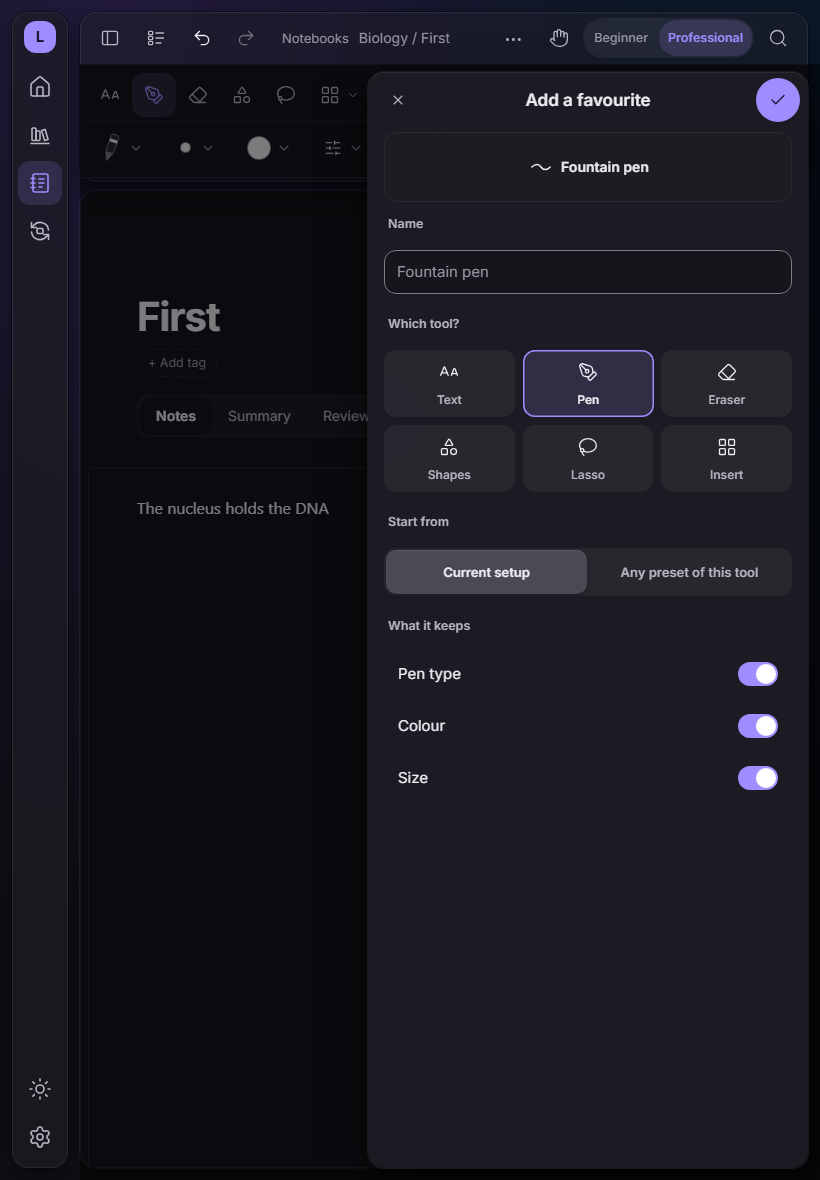 L
Notebooks Biology / First
Beginner Professional
AA
Add a favourite
Fountain pen
Name
Fountain pen
First
Which tool?
+ Add tag
AA
Text
Pen
Eraser
Notes Summary Review
Shapes
Lasso
Insert
The nucleus holds the DNA
Start from
Current setup
Any preset of this tool
What it keeps
Pen type
Colour
Size